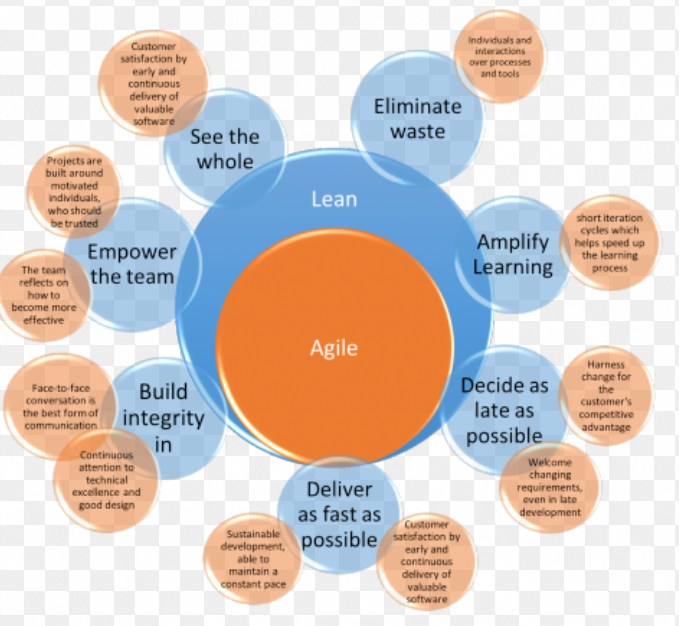 Customer
satisfaction by
early and
continuous
delivery of
valuable
software
See the
whole
Eliminate
waste
Individuals and
interactions
over processes
and tools
Projects are
built around
motivated
individuals,
who should
be trusted
Empower
the team
The team
reflects on
how to
become more
effective
Lean
Agile
Amplify
Learning
short iteration
cycles which
helps speed up
the learning
process
Face-to-face
conversation is
the best form of
communication
Build
integrity
in
Continuous
attention to
technical
excellence and
good design
Decide as
late as
possible
Harness
change for
the
customer's
competitive
advantage
Welcome
changing
requirements,
even in late
development
Deliver
as fast as
possible
Sustainable
development,
able to
maintain a
constant pace
Customer
satisfaction by
early and
continuous
delivery of
valuable
software